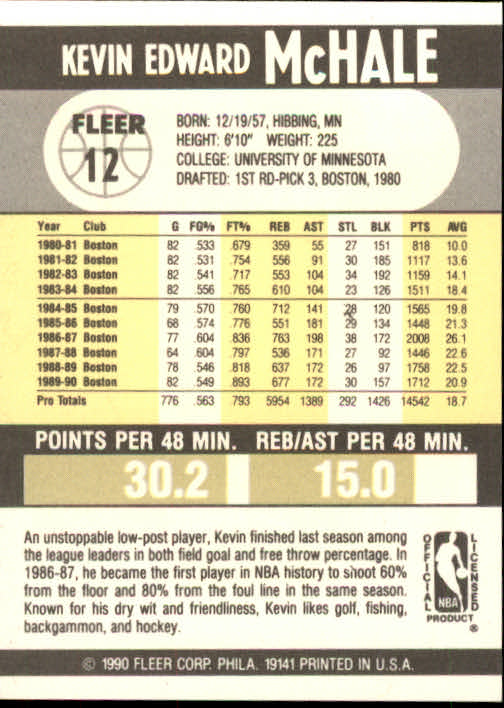 KEVIN EDWARD McHALE
FLEER
12
BORN: 12/19/57, HIBBING, MN
HEIGHT: 6'10" WEIGHT: 225
COLLEGE: UNIVERSITY OF MINNESOTA
DRAFTED: 1ST RD-PICK 3, BOSTON, 1980
Year Club G FG% FT% REB AST STL BLK PTS AVG
1980-81 Boston 82 .533 .679 359 55 27 151 818 10.0
1981-82 Boston 82 .531 .754 556 91 30 185 1117 13.6
1982-83 Boston 82 .541 .717 553 104 34 192 1159 14.1
1983-84 Boston 82 .556 .765 610 104 23 126 1511 18.4
1984-85 Boston 79 .570 .760 712 141 28 120 1565 19.8
1985-86 Boston 68 .574 .776 551 181 29 134 1448 21.3
1986-87 Boston 77 .604 .836 763 198 38 172 2008 26.1
1987-88 Boston 64 .604 .797 536 171 27 92 1446 22.6
1988-89 Boston 78 .546 .818 637 172 26 97 1758 22.5
1989-90 Boston 82 .549 .893 677 172 30 157 1712 20.9
Pro Totals 776 .563 .793 5954 1389 292 1426 14542 18.7
POINTS PER 48 MIN. REB/AST PER 48 MIN.
30.2 15.0
An unstoppable low-post player, Kevin finished last season among
the league leaders in both field goal and free throw percentage. In
1986-87, he became the first player in NBA history to shoot 60%
from the floor and 80% from the foul line in the same season.
Known for his dry wit and friendliness, Kevin likes golf, fishing,
backgammon, and hockey.
OFFICIAL
LICENSED
NBA
PRODUCT ®
© 1990 FLEER CORP. PHILA. 19141 PRINTED IN U.S.A.